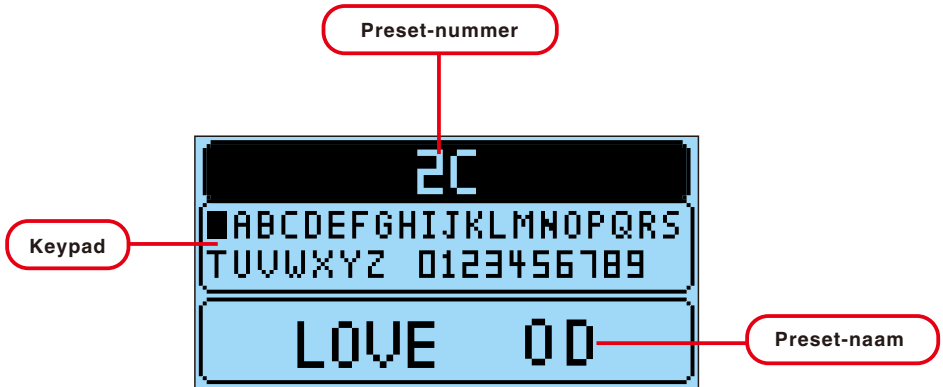 Preset-nummer
2C
ABCDEFGHIJKLMNOPQRS
Keypad
TUVWXYZ 0123456789
LOVE OD
Preset-naam